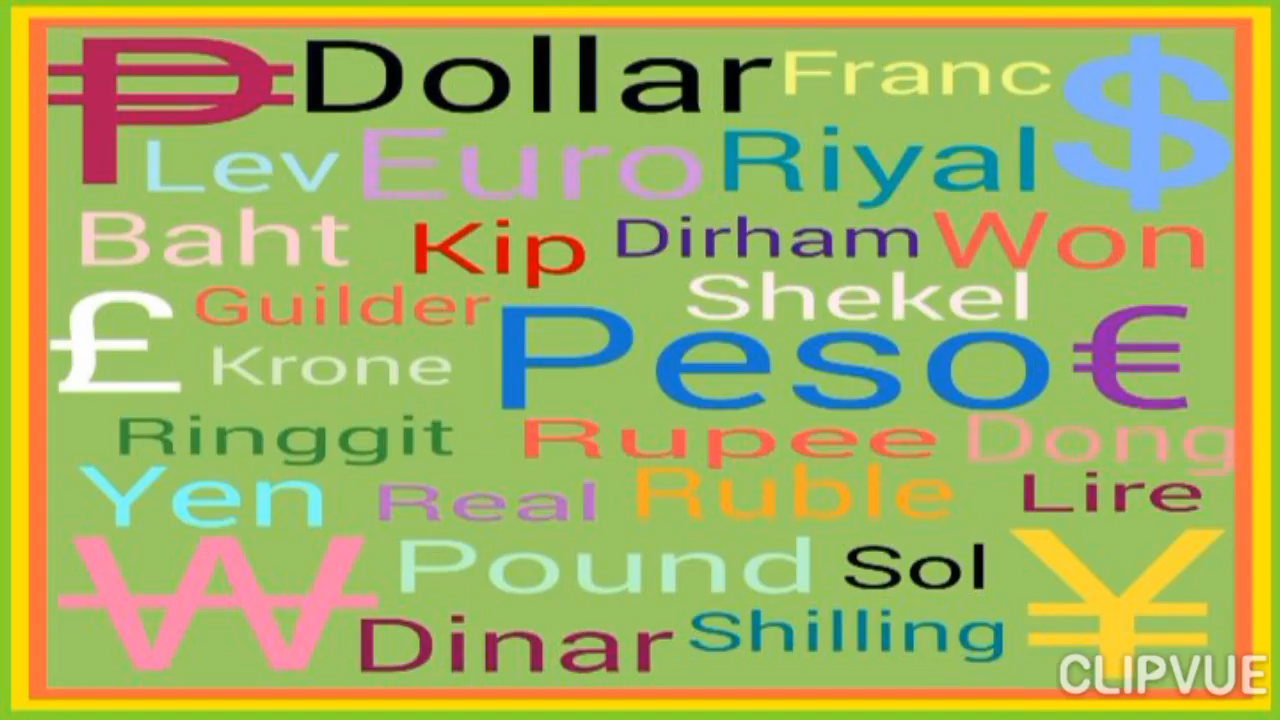 ₱ Dollar Franc $
Lev Euro Riyal
Baht Kip Dirham Won
£ Guilder Shekel
Krone Peso €
Ringgit Rupee Dong
Yen Real Ruble Lire
₩ Pound Sol ¥
Dinar Shilling
CLIPVUE